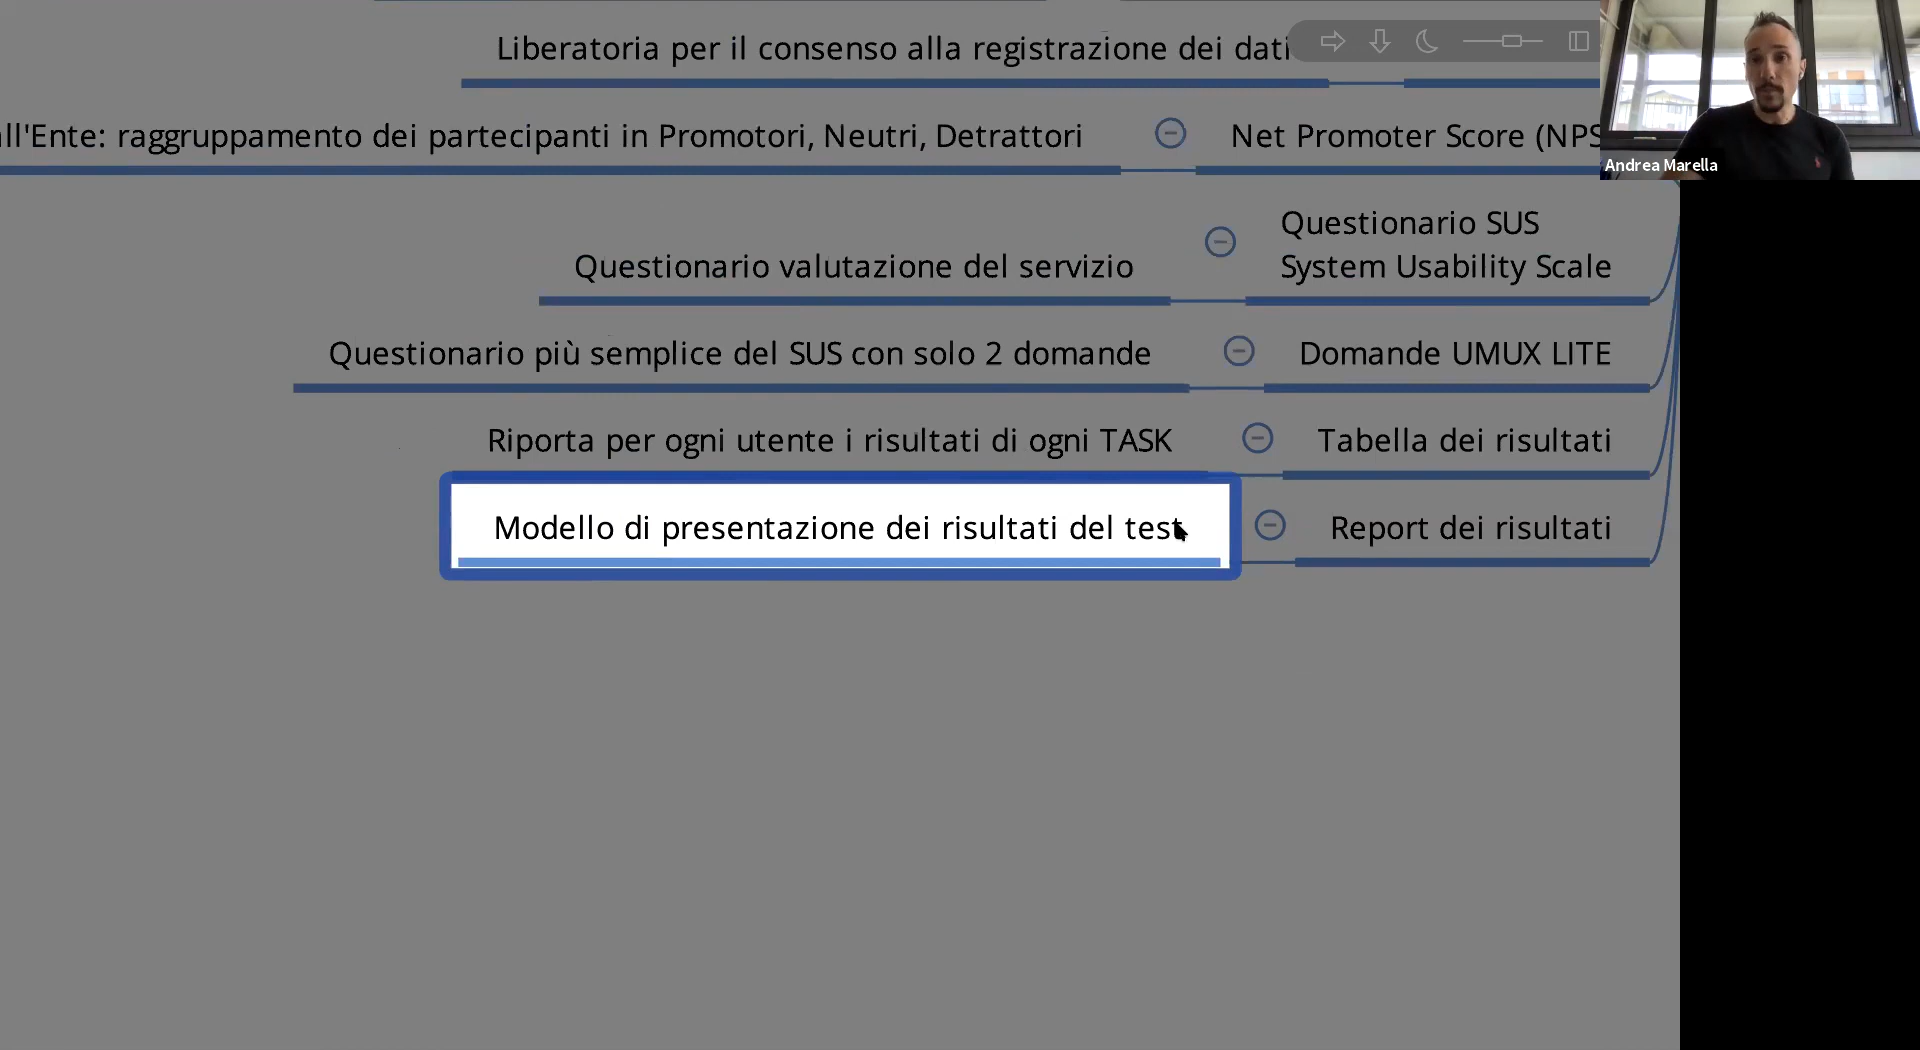 Liberatoria per il consenso alla registrazione dei dati
all'Ente: raggruppamento dei partecipanti in Promotori, Neutri, Detrattori
Net Promoter Score (NPS
Andrea Marella
Questionario valutazione del servizio
Questionario SUS
System Usability Scale
Questionario più semplice del SUS con solo 2 domande
Domande UMUX LITE
Riporta per ogni utente i risultati di ogni TASK
Tabella dei risultati
Modello di presentazione dei risultati del test
Report dei risultati